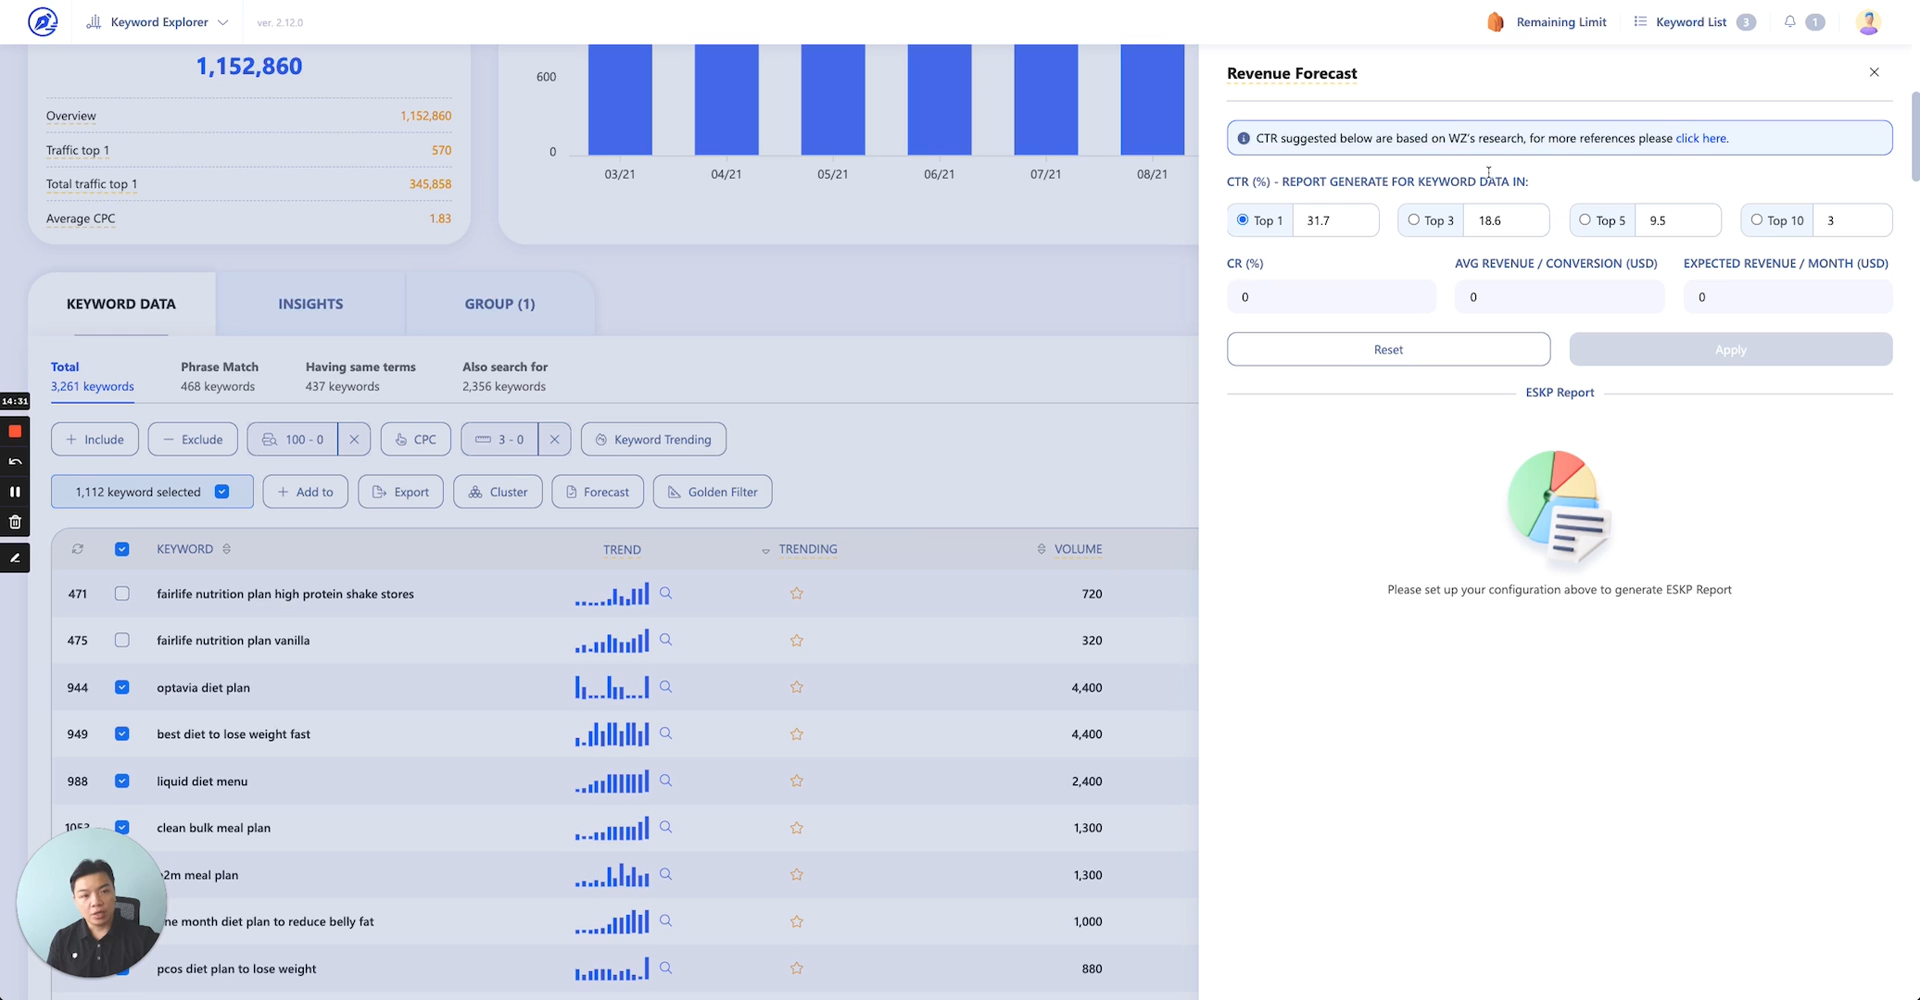 Keyword Explorer
ver. 2.12.0
Remaining Limit
Keyword List 3
1
1,152,860
Overview 1,152,860
Traffic top 1 570
Total traffic top 1 345,858
Average CPC 1.83
600
0
03/21 04/21 05/21 06/21 07/21 08/21
Revenue Forecast
CTR suggested below are based on WZ's research, for more references please click here.
CTR (%) - REPORT GENERATE FOR KEYWORD DATA IN:
Top 1 31.7 Top 3 18.6 Top 5 9.5 Top 10 3
CR (%) AVG REVENUE / CONVERSION (USD) EXPECTED REVENUE / MONTH (USD)
0 0 0
Reset Apply
ESKP Report
Please set up your configuration above to generate ESKP Report
KEYWORD DATA INSIGHTS GROUP (1)
Total Phrase Match Having same terms Also search for
3,261 keywords 468 keywords 437 keywords 2,356 keywords
14:31
Include Exclude 100 - 0 CPC 3 - 0 Keyword Trending
1,112 keyword selected Add to Export Cluster Forecast Golden Filter
KEYWORD TREND TRENDING VOLUME
471 fairlife nutrition plan high protein shake stores 720
475 fairlife nutrition plan vanilla 320
944 optavia diet plan 4,400
949 best diet to lose weight fast 4,400
988 liquid diet menu 2,400
clean bulk meal plan 1,300
meal plan 1,300
month diet plan to reduce belly fat 1,000
pcos diet plan to lose weight 880